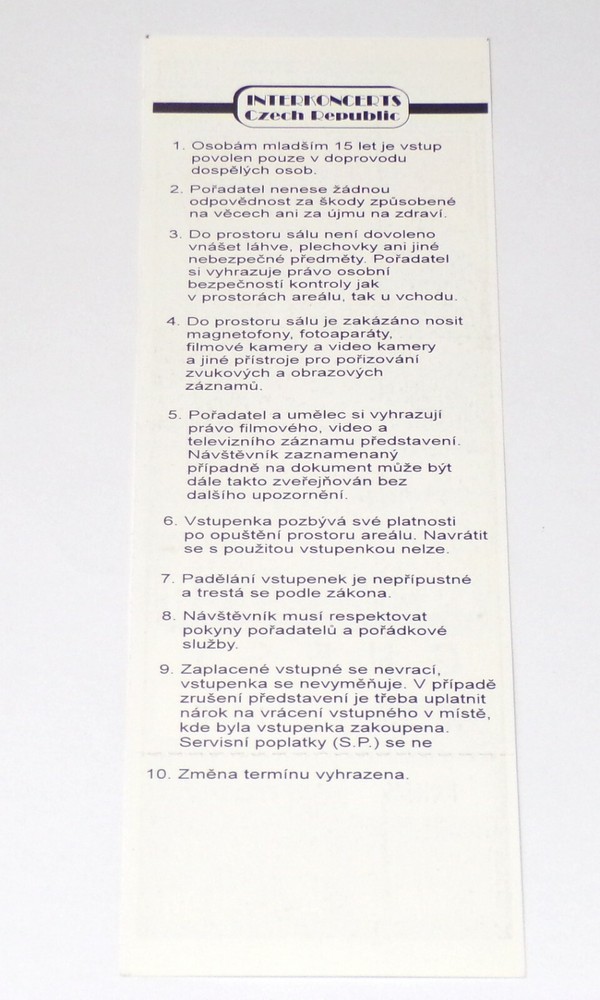 INTERKONCERTS
Czech Republic
1. Osobám mladším 15 let je vstup
povolen pouze v doprovodu
dospělých osob.
2. Pořadatel nenese žádnou
odpovědnost za škody způsobené
na věcech ani za újmu na zdraví.
3. Do prostoru sálu není dovoleno
vnášet láhve, plechovky ani jiné
nebezpečné předměty. Pořadatel
si vyhrazuje právo osobní
bezpečností kontroly jak
v prostorách areálu, tak u vchodu.
4. Do prostoru sálu je zakázáno nosit
magnetofony, fotoaparáty,
filmové kamery a video kamery
a jiné přístroje pro pořizování
zvukových a obrazových
záznamů.
5. Pořadatel a umělec si vyhrazují
právo filmového, video a
televizního záznamu představení.
Návštěvník zaznamenaný
případně na dokument může být
dále takto zveřejňován bez
dalšího upozornění.
6. Vstupenka pozbývá své platnosti
po opuštění prostoru areálu. Navrátit
se s použitou vstupenkou nelze.
7. Padělání vstupenek je nepřípustné
a trestá se podle zákona.
8. Návštěvník musí respektovat
pokyny pořadatelů a pořádkové
služby.
9. Zaplacené vstupné se nevrací,
vstupenka se nevyměňuje. V případě
zrušení představení je třeba uplatnit
nárok na vrácení vstupného v místě,
kde byla vstupenka zakoupena.
Servisní poplatky (S.P.) se ne
10. Změna termínu vyhrazena.